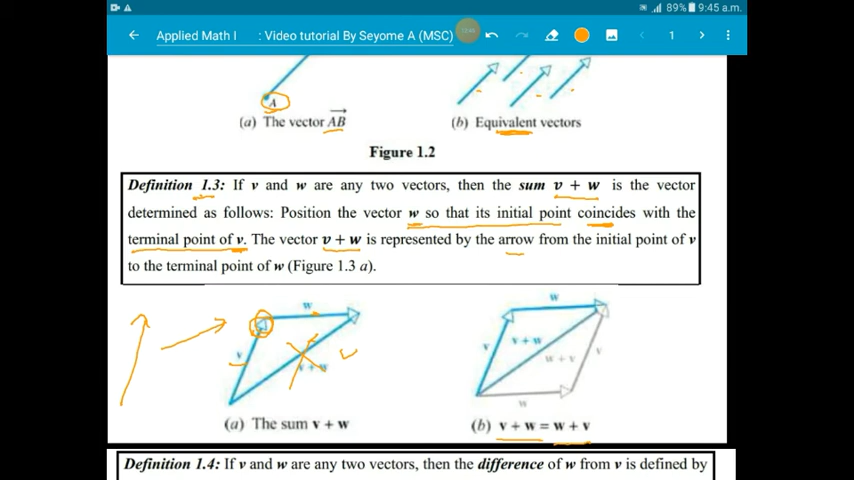 89% 9:45 a.m.
Applied Math I : Video tutorial By Seyome A (MSC) 1
A
(a) The vector AB
(b) Equivalent vectors
Figure 1.2
Definition 1.3: If v and w are any two vectors, then the sum v + w is the vector
determined as follows: Position the vector w so that its initial point coincides with the
terminal point of v. The vector v + w is represented by the arrow from the initial point of v
to the terminal point of w (Figure 1.3 a).
w
v
v + w
(a) The sum v + w
w
v
v + w
w + v
v
w
(b) v + w = w + v
Definition 1.4: If v and w are any two vectors, then the difference of w from v is defined by